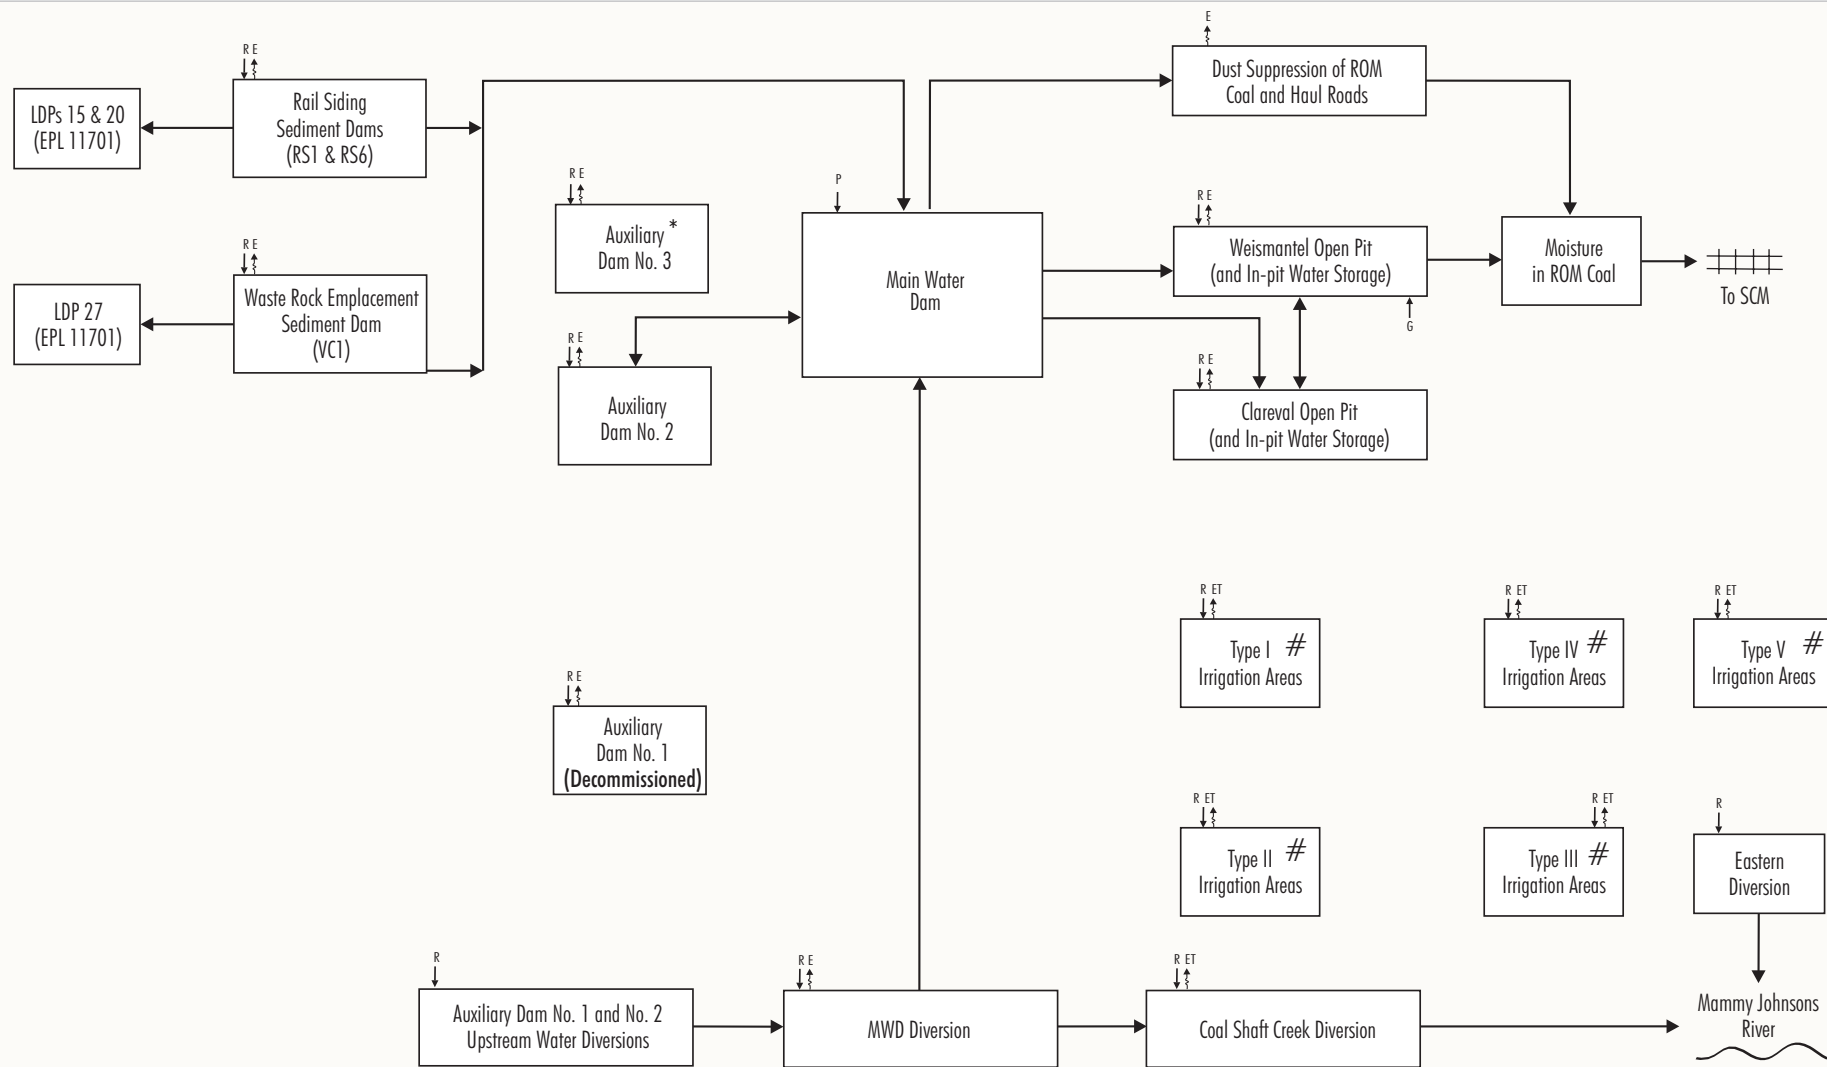 E
Dust Suppression of ROM
Coal and Haul Roads
R E
Rail Siding
Sediment Dams
(RS1 & RS6)
LDPs 15 & 20
(EPL 11701)
R E
Auxiliary *
Dam No. 3
P
Main Water
Dam
R E
Weismantel Open Pit
(and In-pit Water Storage)
G
Moisture
in ROM Coal
To SCM
R E
Waste Rock Emplacement
Sediment Dam
(VC1)
LDP 27
(EPL 11701)
R E
Auxiliary
Dam No. 2
R E
Clareval Open Pit
(and In-pit Water Storage)
R ET
Type I #
Irrigation Areas
R ET
Type IV #
Irrigation Areas
R ET
Type V #
Irrigation Areas
R E
Auxiliary
Dam No. 1
(Decommissioned)
R ET
Type II #
Irrigation Areas
R ET
Type III #
Irrigation Areas
R
Eastern
Diversion
R
Auxiliary Dam No. 1 and No. 2
Upstream Water Diversions
R E
MWD Diversion
R ET
Coal Shaft Creek Diversion
Mammy Johnsons
River